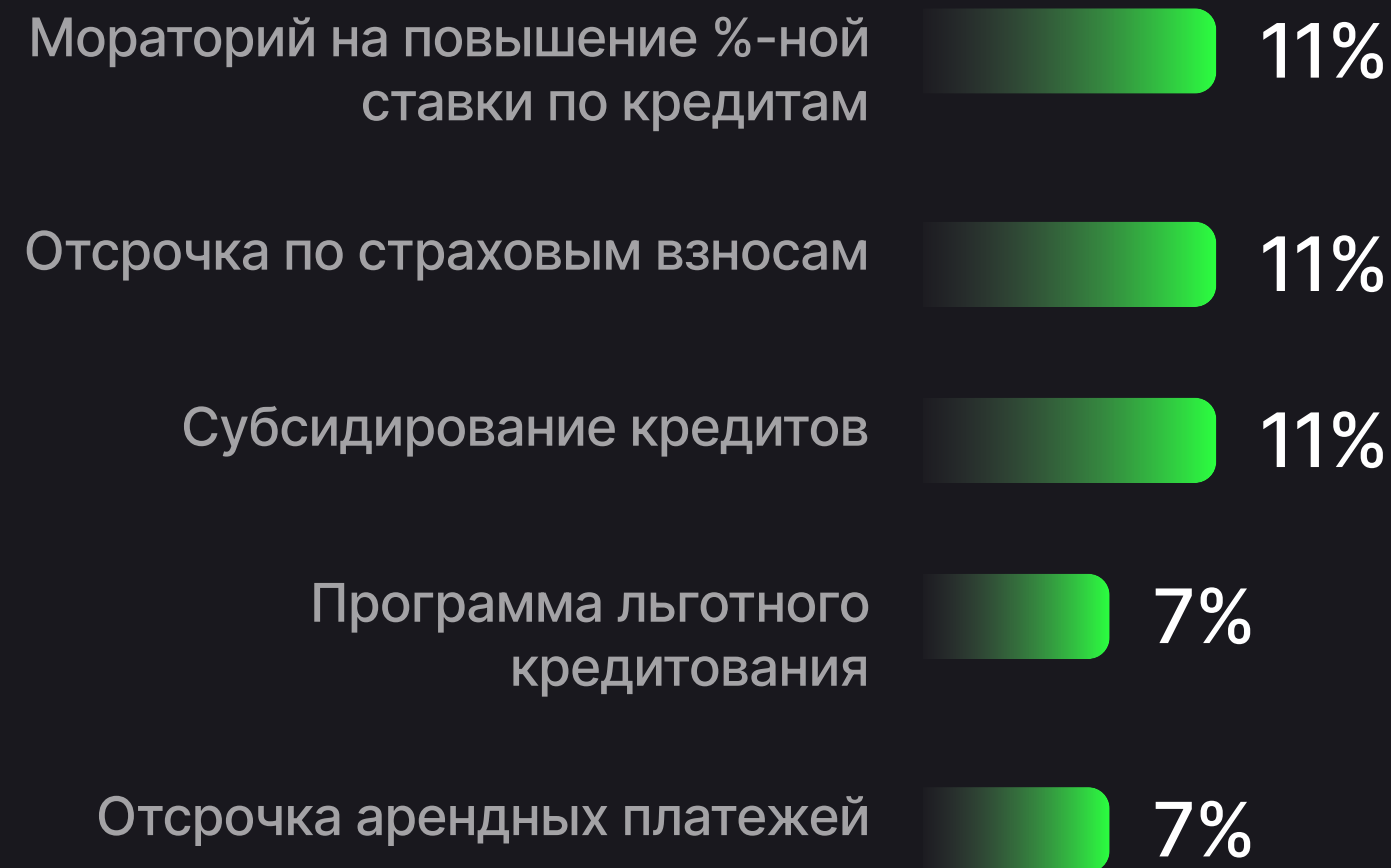 Мораторий на повышение %-ной
ставки по кредитам
11%
Отсрочка по страховым взносам
11%
Субсидирование кредитов
11%
Программа льготного
кредитования
7%
Отсрочка арендных платежей
7%